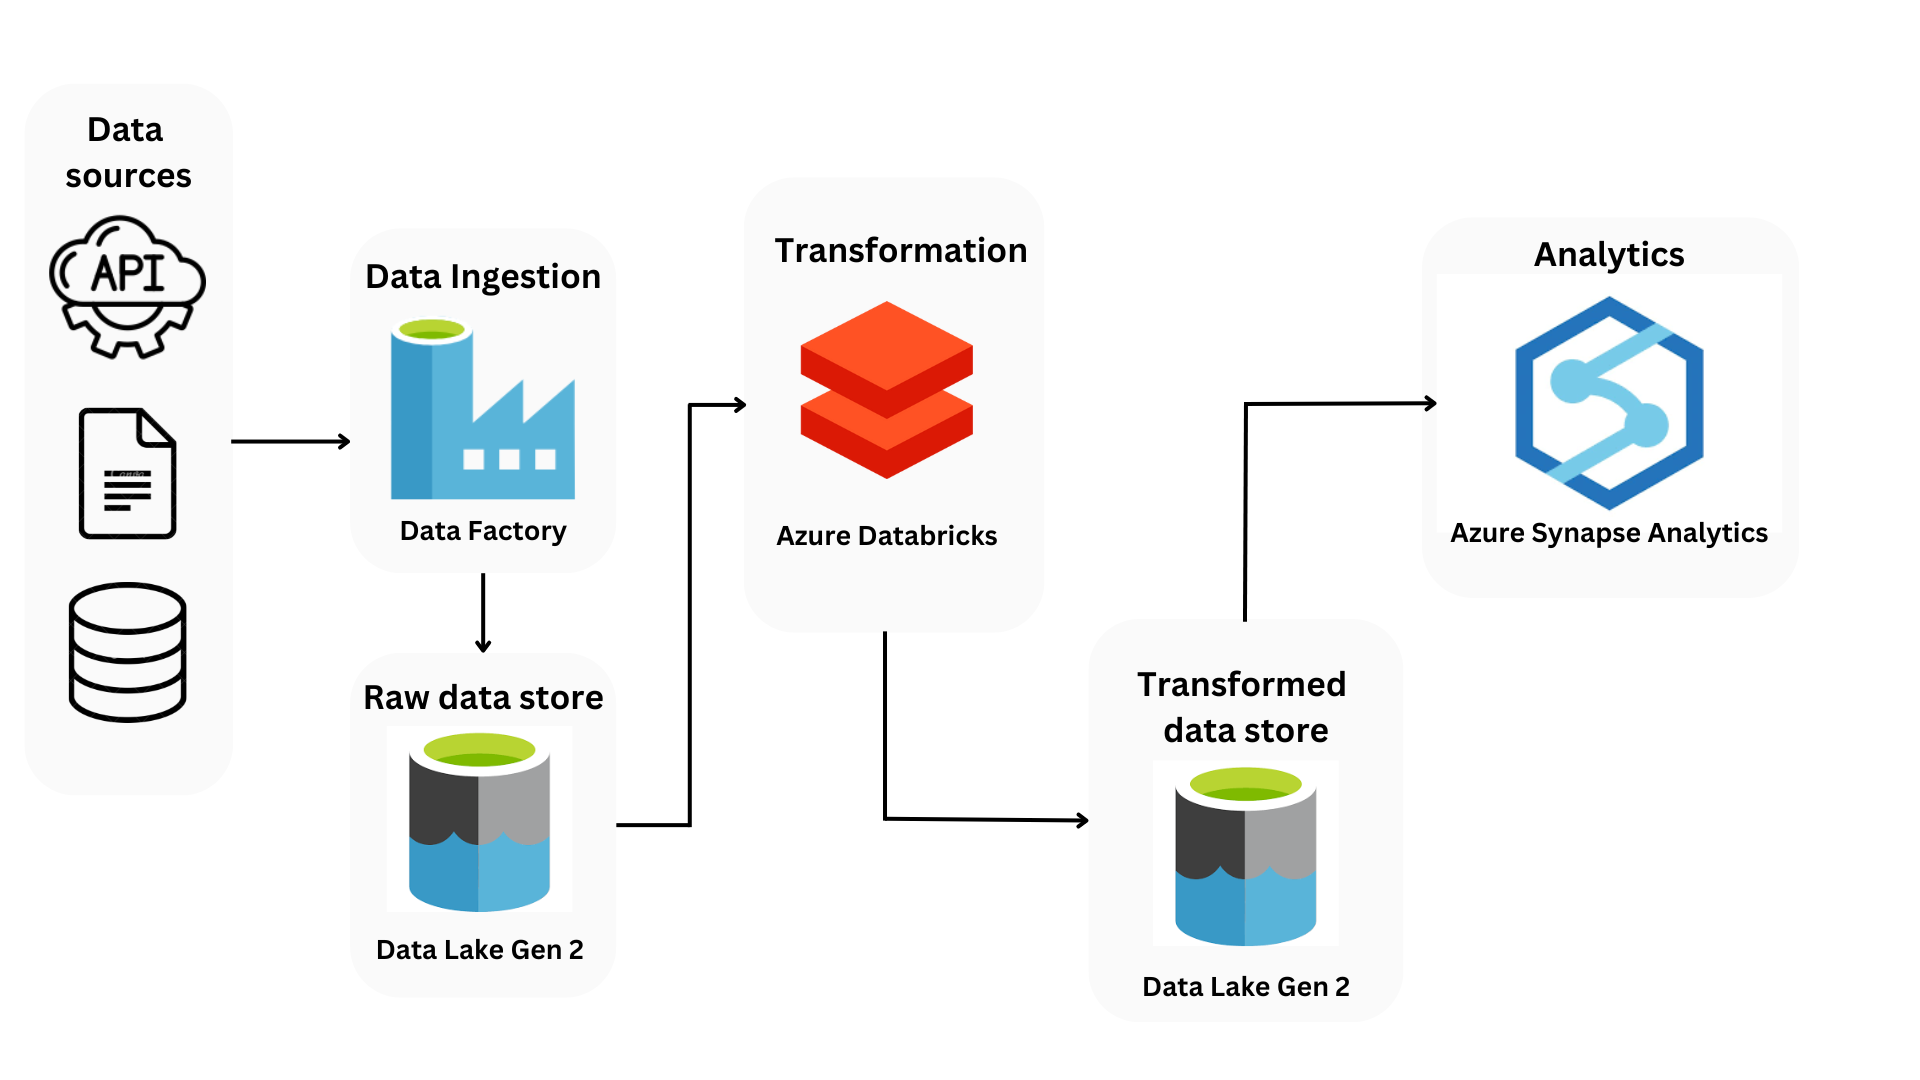 Data
sources
API
Data Ingestion
Data Factory
Raw data store
Data Lake Gen 2
Transformation
Azure Databricks
Transformed
data store
Data Lake Gen 2
Analytics
Azure Synapse Analytics